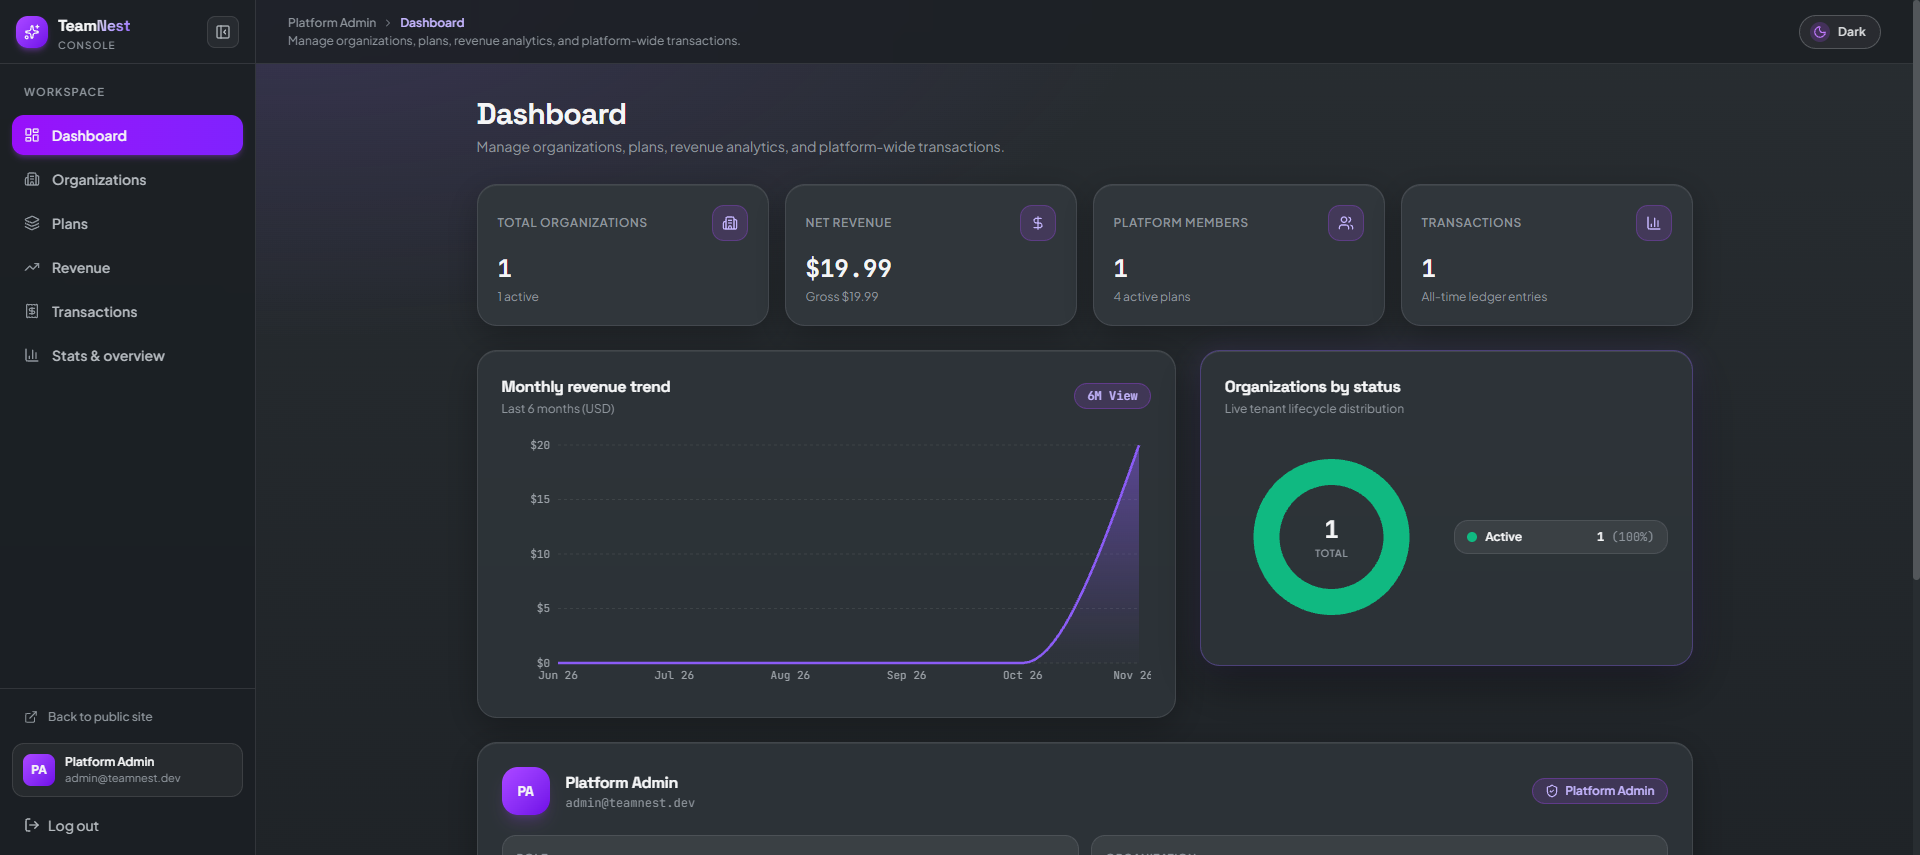 TeamNest
CONSOLE
WORKSPACE
Dashboard
Organizations
Plans
Revenue
Transactions
Stats & overview
Back to public site
PA
Platform Admin
admin@teamnest.dev
Log out
Platform Admin > Dashboard
Manage organizations, plans, revenue analytics, and platform-wide transactions.
Dark
Dashboard
Manage organizations, plans, revenue analytics, and platform-wide transactions.
TOTAL ORGANIZATIONS
1
1 active
NET REVENUE
$19.99
Gross $19.99
PLATFORM MEMBERS
1
4 active plans
TRANSACTIONS
1
All-time ledger entries
Monthly revenue trend
Last 6 months (USD)
6M View
$20
$15
$10
$5
$0
Jun 26 Jul 26 Aug 26 Sep 26 Oct 26 Nov 26
Organizations by status
Live tenant lifecycle distribution
1
TOTAL
Active 1 (100%)
PA
Platform Admin
admin@teamnest.dev
Platform Admin